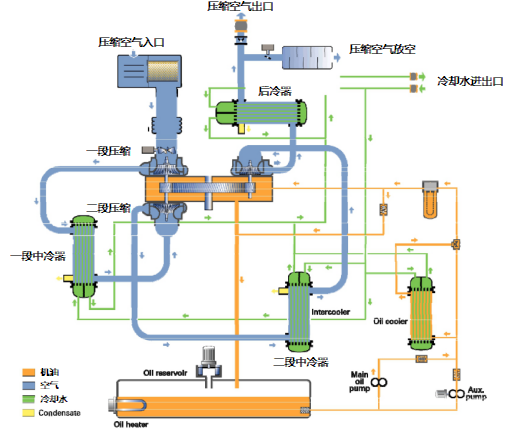 压缩空气出口
压缩空气入口
压缩空气放空
冷却水进出口
后冷器
一段压缩
二段压缩
一段中冷器
Intercooler
Oil cooler
二段中冷器
Oil reservoir
Main
oil
pump
Aux.
pump
Oil heater
机油
空气
冷却水
Condensate